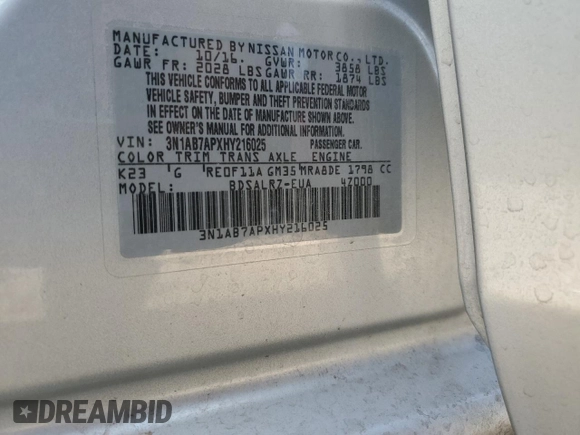 MANUFACTURED BY NISSAN MOTOR CO., LTD.
DATE: 10/16. GVWR: 3858 LBS
GAWR FR: 2028 LBS GAWR RR: 1874 LBS
THIS VEHICLE CONFORMS TO ALL APPLICABLE FEDERAL MOTOR
VEHICLE SAFETY, BUMPER AND THEFT PREVENTION STANDARDS
IN EFFECT ON THE DATE OF MANUFACTURE SHOWN ABOVE.
SEE OWNER'S MANUAL FOR ADDITIONAL INFORMATION.
VIN: 3N1AB7APXHY216025 PASSENGER CAR.
COLOR TRIM TRANS AXLE ENGINE
K23 G RE0F11A GM35 MRA8DE 1798 CC
BDSALRZ-EUA 4Z000
3N1AB7APXHY216025
DREAMBID